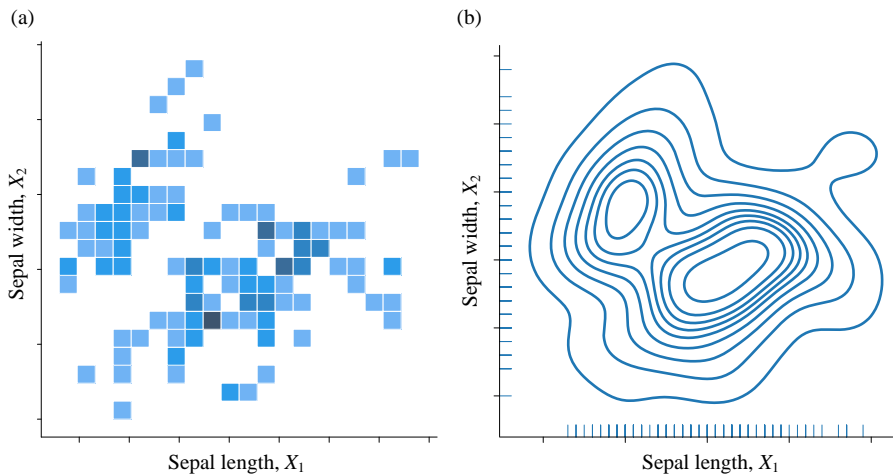 (a)
(b)
Sepal width, X₂
Sepal width, X₂
Sepal length, X₁
Sepal length, X₁